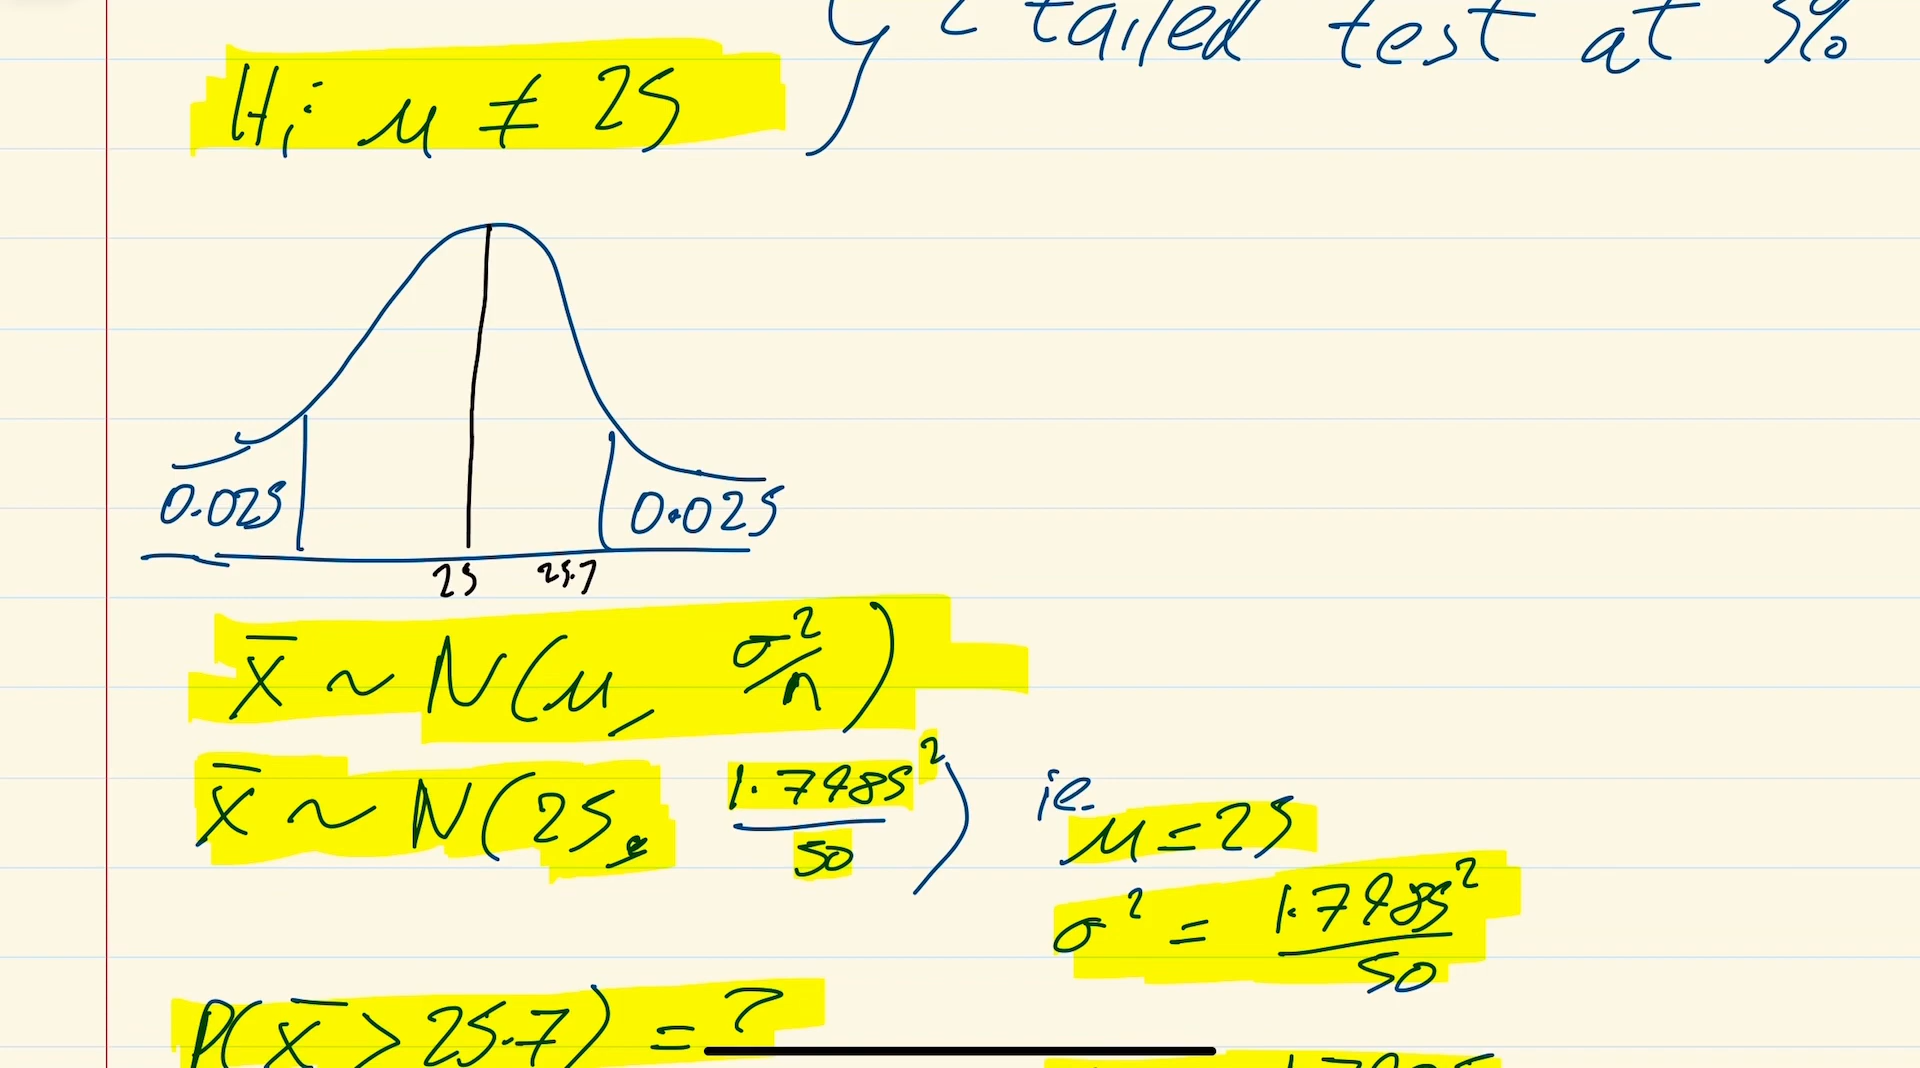 2 tailed test at 5%
H₁: μ ≠ 25
0.025 0.025
25 25.7
X̄ ~ N(μ, σ²/n)
X̄ ~ N(25, 1.7985²/50)
ie. μ = 25
σ² = 1.7985²/50
P(X̄ > 25.7) = ?